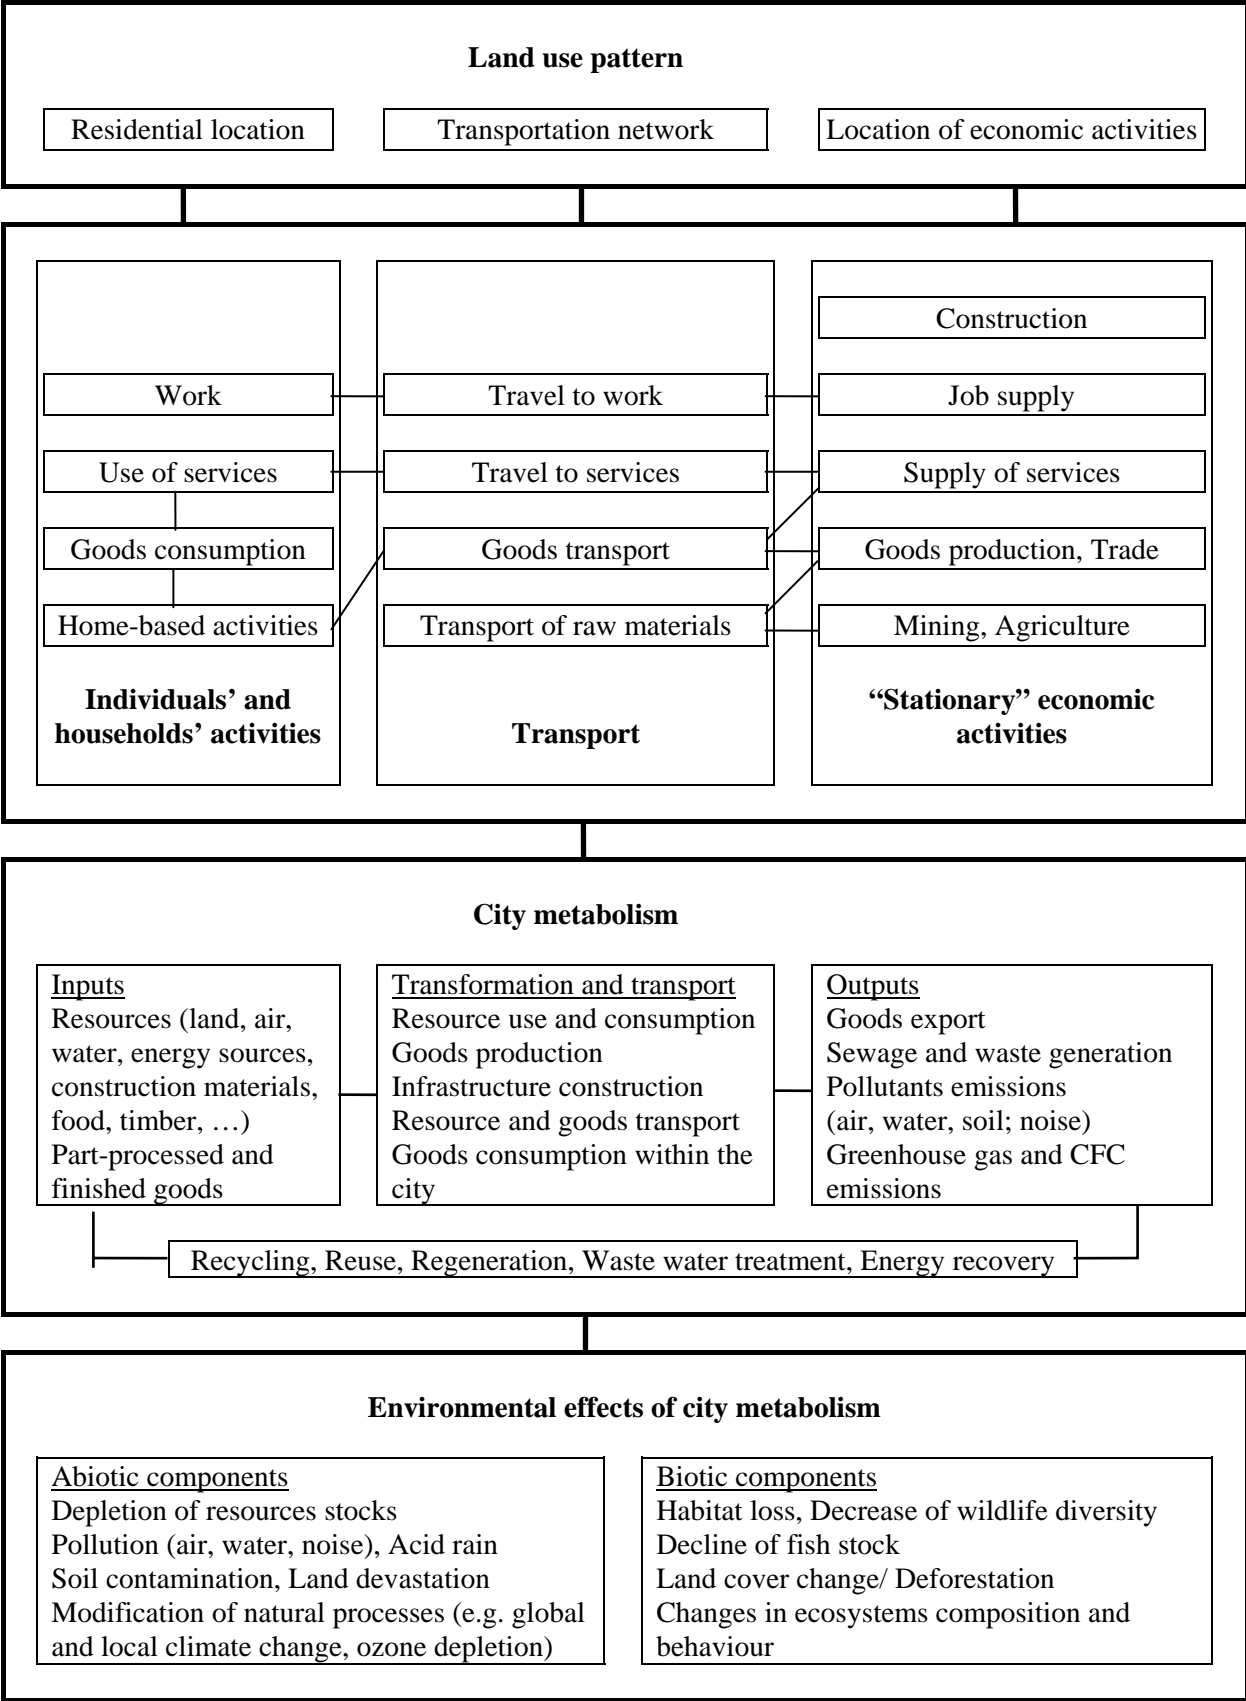 Land use pattern
Residential location
Transportation network
Location of economic activities
Construction
Work
Travel to work
Job supply
Use of services
Travel to services
Supply of services
Goods consumption
Goods transport
Goods production, Trade
Home-based activities
Transport of raw materials
Mining, Agriculture
Individuals’ and
households’ activities
Transport
“Stationary” economic
activities
City metabolism
Inputs
Resources (land, air,
water, energy sources,
construction materials,
food, timber, …)
Part-processed and
finished goods
Transformation and transport
Resource use and consumption
Goods production
Infrastructure construction
Resource and goods transport
Goods consumption within the
city
Outputs
Goods export
Sewage and waste generation
Pollutants emissions
(air, water, soil; noise)
Greenhouse gas and CFC
emissions
Recycling, Reuse, Regeneration, Waste water treatment, Energy recovery
Environmental effects of city metabolism
Abiotic components
Depletion of resources stocks
Pollution (air, water, noise), Acid rain
Soil contamination, Land devastation
Modification of natural processes (e.g. global
and local climate change, ozone depletion)
Biotic components
Habitat loss, Decrease of wildlife diversity
Decline of fish stock
Land cover change/ Deforestation
Changes in ecosystems composition and
behaviour